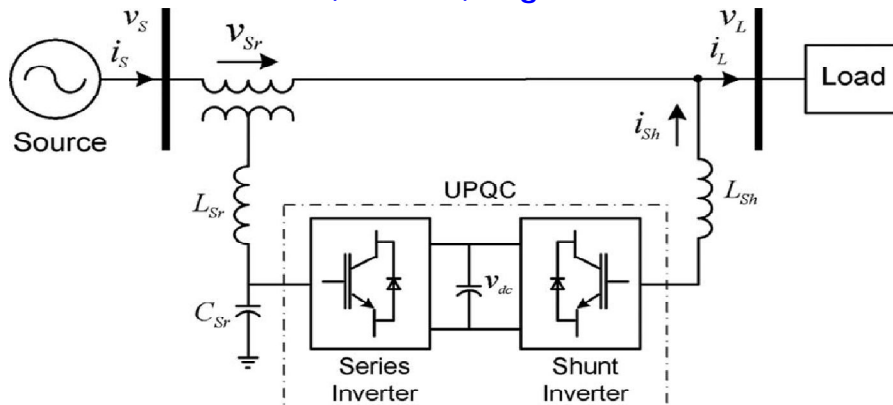 v_S
v_Sr
v_L
i_S
i_L
Load
Source
i_Sh
UPQC
L_Sr
L_Sh
v_dc
C_Sr
Series
Inverter
Shunt
Inverter